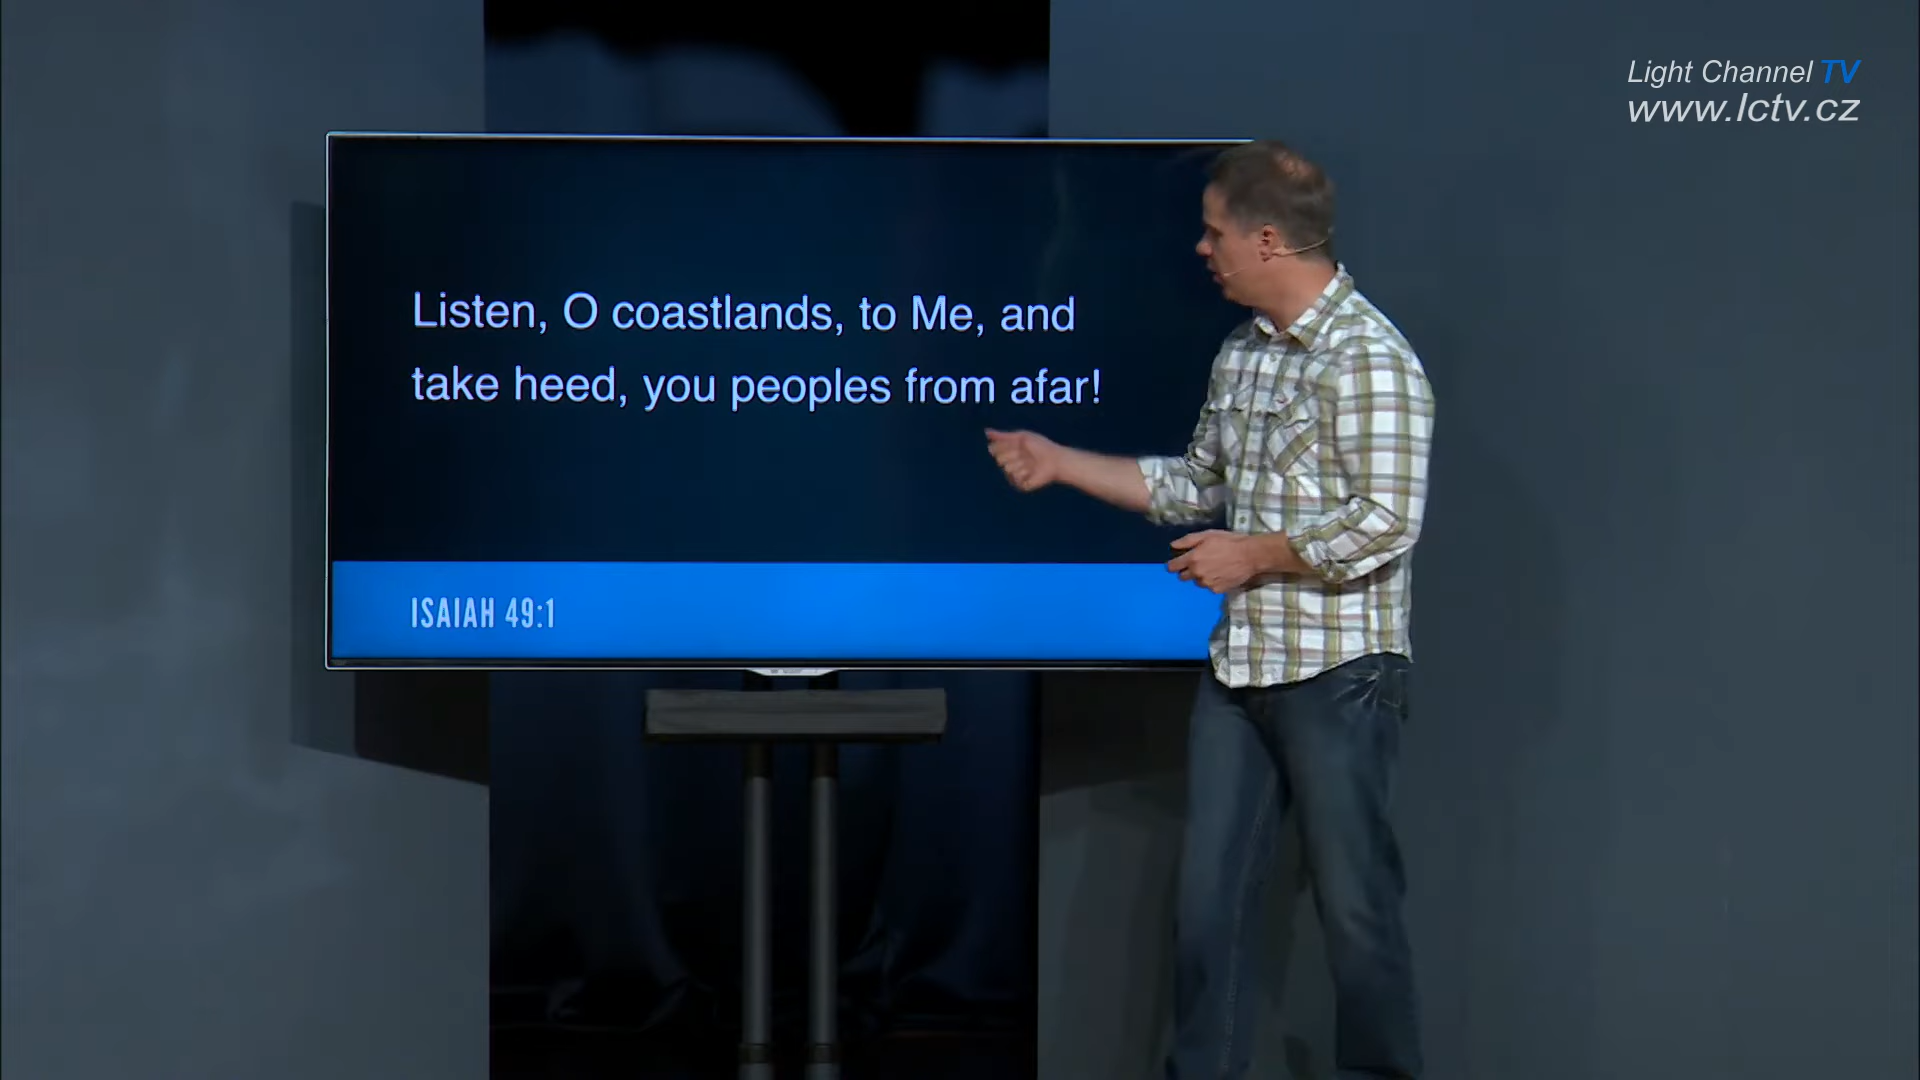 Light Channel TV
www.lctv.cz
Listen, O coastlands, to Me, and
take heed, you peoples from afar!
ISAIAH 49:1